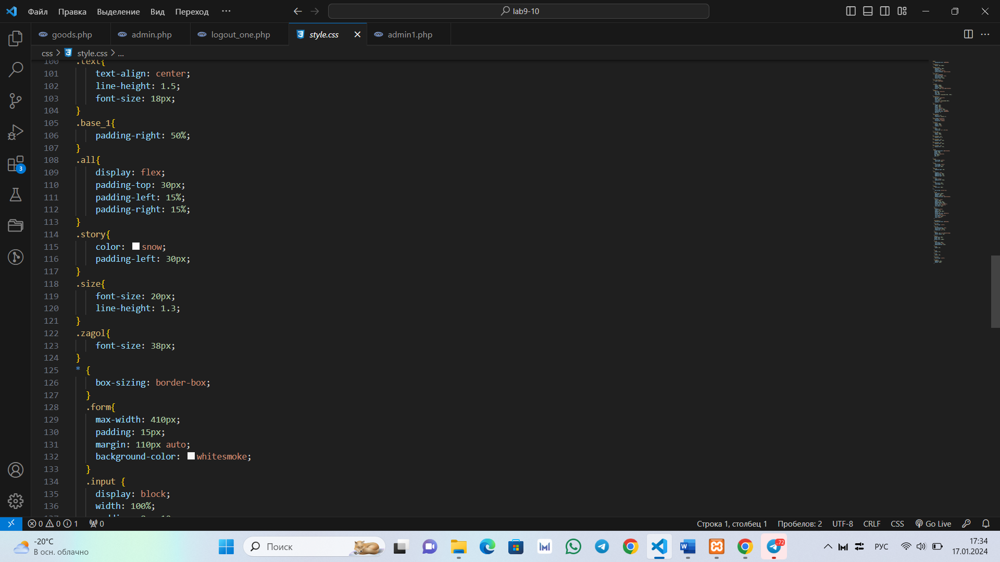 Файл Правка Выделение Вид Переход ··· lab9-10
goods.php admin.php logout_one.php style.css admin1.php
css > style.css > ...
100 .text{
101 text-align: center;
102 line-height: 1.5;
103 font-size: 18px;
104 }
105 .base_1{
106 padding-right: 50%;
107 }
108 .all{
109 display: flex;
110 padding-top: 30px;
111 padding-left: 15%;
112 padding-right: 15%;
113 }
114 .story{
115 color: snow;
116 padding-left: 30px;
117 }
118 .size{
119 font-size: 20px;
120 line-height: 1.3;
121 }
122 .zagol{
123 font-size: 38px;
124 }
125 * {
126 box-sizing: border-box;
127 }
128 .form{
129 max-width: 410px;
130 padding: 15px;
131 margin: 110px auto;
132 background-color: whitesmoke;
133 }
134 .input {
135 display: block;
136 width: 100%;
3
0 0 1 0 Строка 1, столбец 1 Пробелов: 2 UTF-8 CRLF CSS Go Live
-20°C
В осн. облачно
Поиск
..72
РУС
17:34
17.01.2024